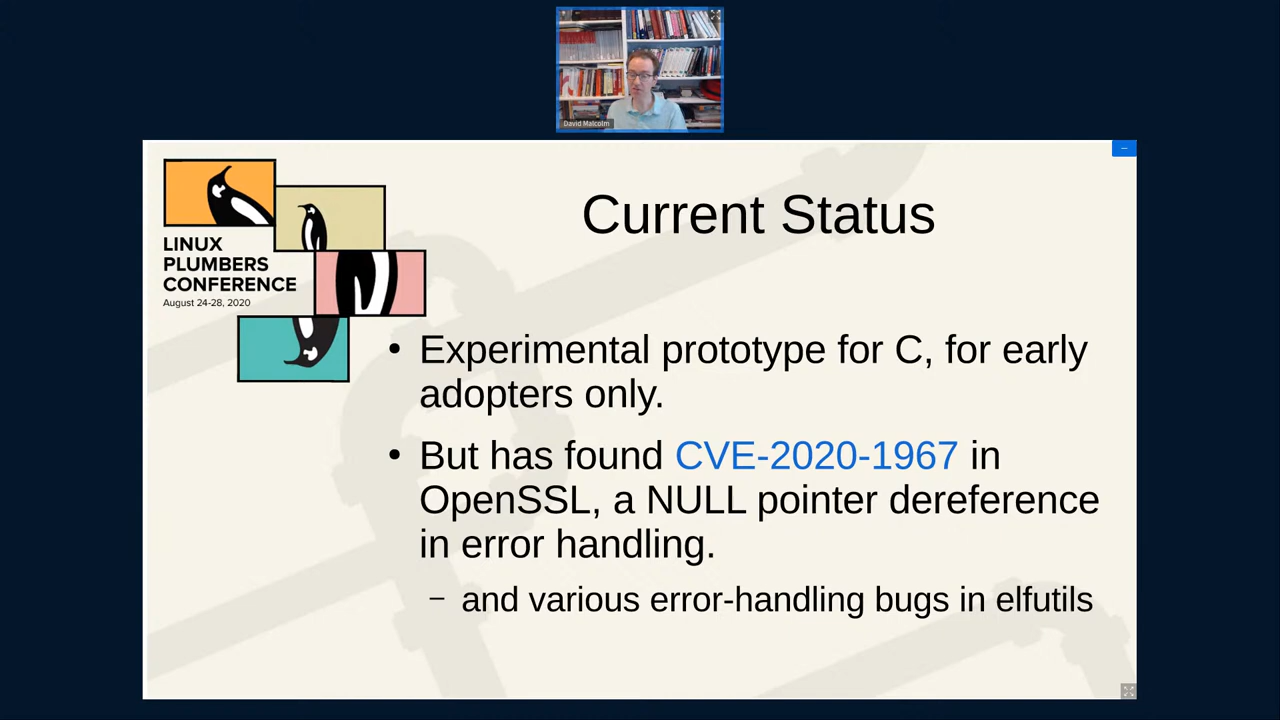 David Malcolm
LINUX
PLUMBERS
CONFERENCE
August 24-28, 2020
Current Status
• Experimental prototype for C, for early
adopters only.
• But has found CVE-2020-1967 in
OpenSSL, a NULL pointer dereference
in error handling.
– and various error-handling bugs in elfutils